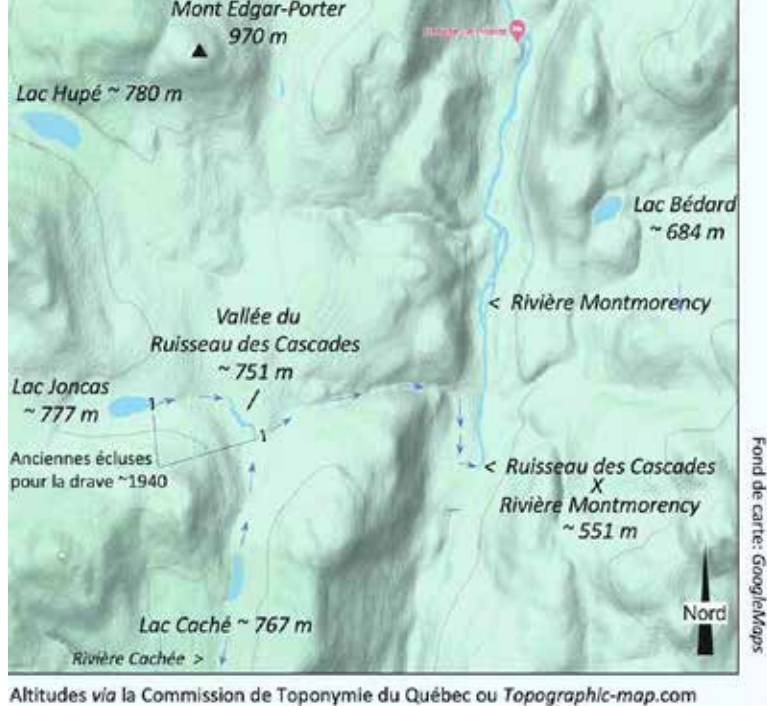 Mont Edgar-Porter
970 m
Lac Hupé ~ 780 m
Lac Bédard
~ 684 m
< Rivière Montmorency
Vallée du
Ruisseau des Cascades
~ 751 m
Lac Joncas
~ 777 m
1
1
Anciennes écluses
pour la drave ~1940
< Ruisseau des Cascades
X
Rivière Montmorency
~ 551 m
Lac Caché ~ 767 m
Rivière Cachée >
Nord
Fond de carte: GoogleMaps
Altitudes via la Commission de Toponymie du Québec ou Topographic-map.com